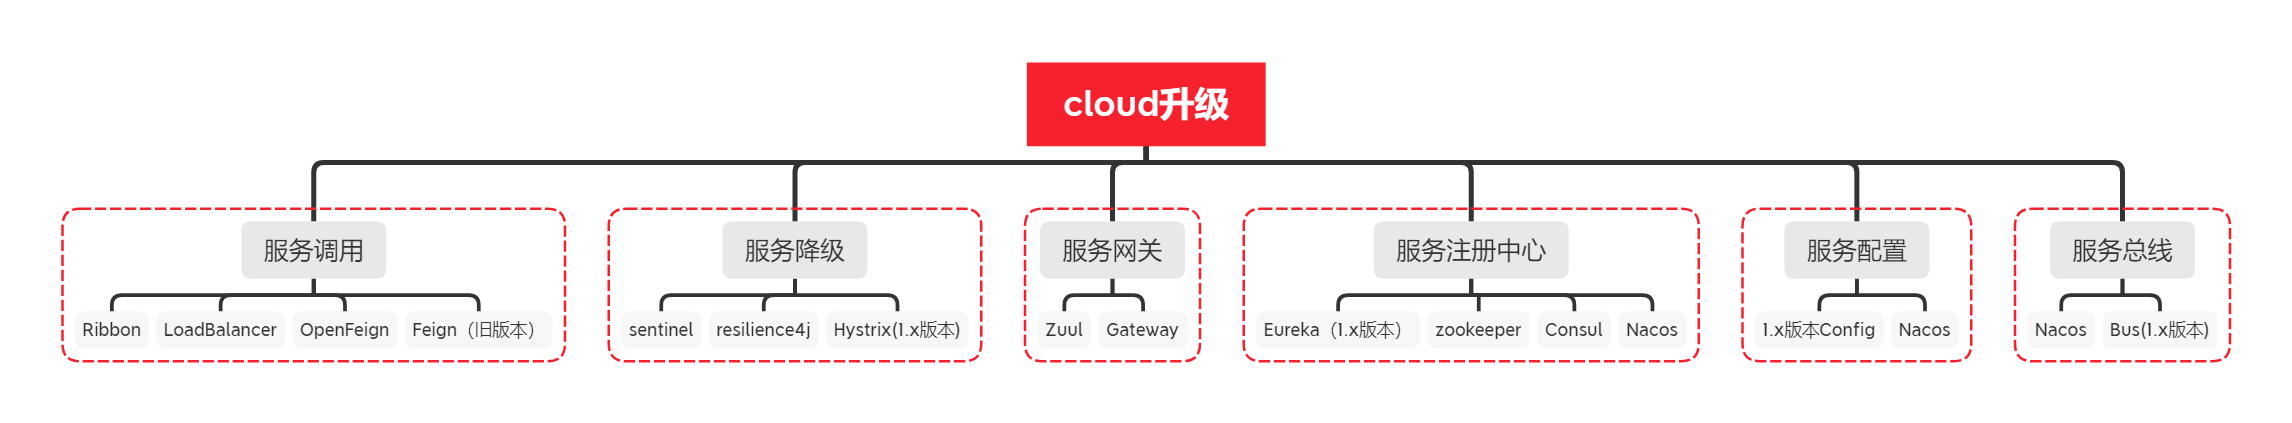 cloud升级
服务调用
服务降级
服务网关
服务注册中心
服务配置
服务总线
Ribbon
LoadBalancer
OpenFeign
Feign（旧版本）
sentinel
resilience4j
Hystrix(1.x版本)
Zuul
Gateway
Eureka（1.x版本）
zookeeper
Consul
Nacos
1.x版本Config
Nacos
Nacos
Bus(1.x版本)